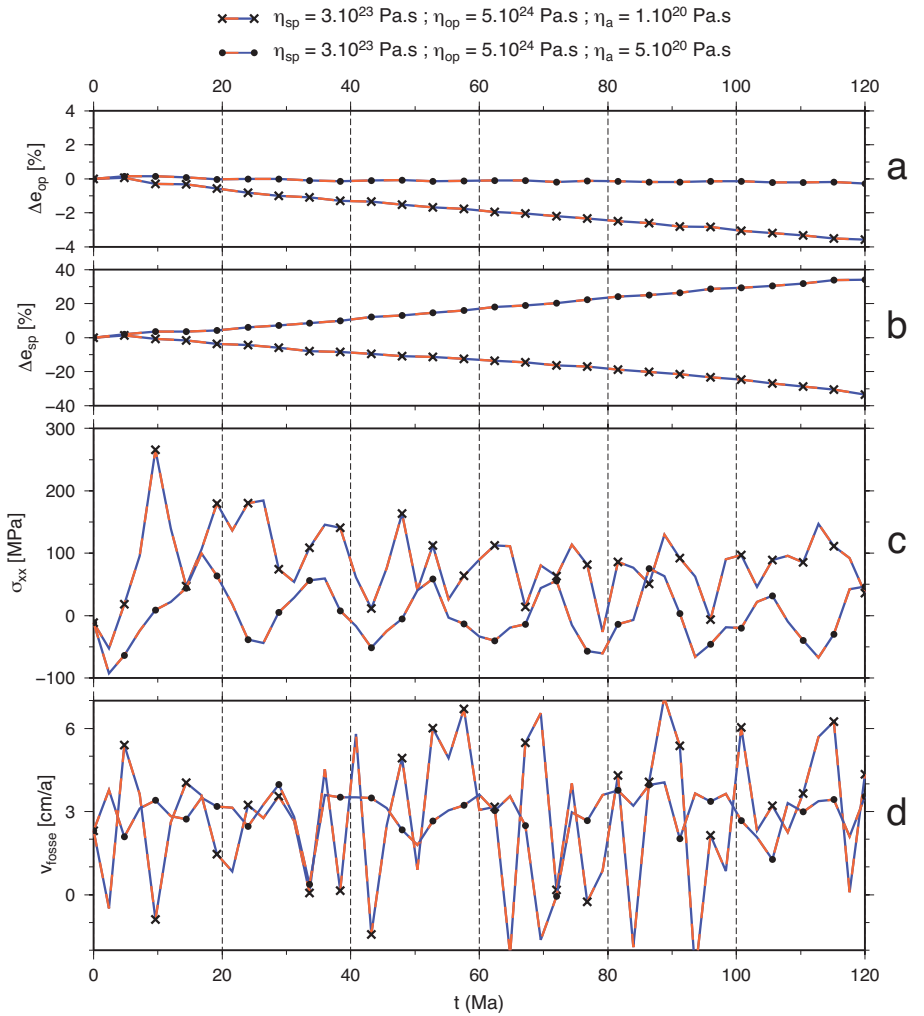 η_sp = 3.10^23 Pa.s ; η_op = 5.10^24 Pa.s ; η_a = 1.10^20 Pa.s
η_sp = 3.10^23 Pa.s ; η_op = 5.10^24 Pa.s ; η_a = 5.10^20 Pa.s
0 20 40 60 80 100 120
4
2
0
−2
−4
Δe_op [%]
a
40
20
0
−20
−40
Δe_sp [%]
b
300
200
100
0
−100
σ_xx [MPa]
c
6
3
0
v_fosse [cm/a]
d
0 20 40 60 80 100 120
t (Ma)